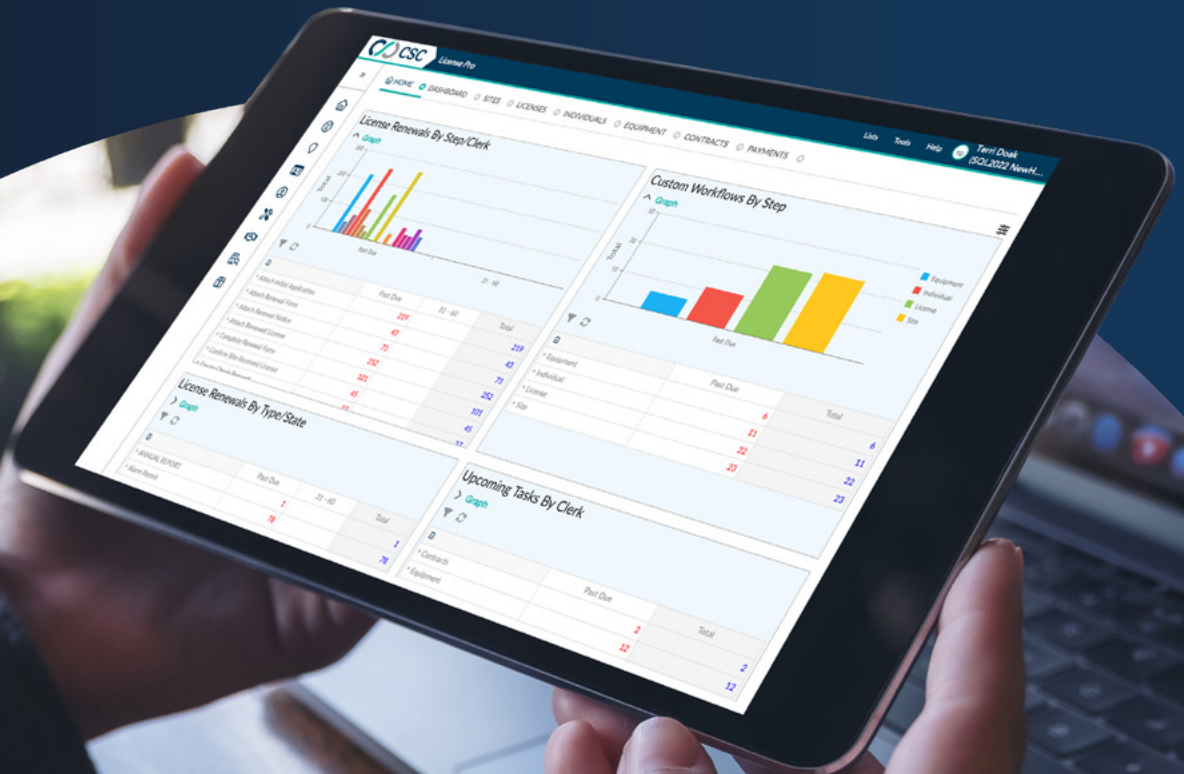 CSC License Pro
HOME DASHBOARD SITES LICENSES INDIVIDUALS EQUIPMENT CONTRACTS PAYMENTS
Lists Tools Help Terri Doak
(SQL2022 NewH...
License Renewals By Step/Clerk
Graph
Total
Past Due
31 - 60
Past Due 31 - 60 Total
Attach Initial Application 219 219
Attach Renewal Form 43 43
Attach Renewal Notice 73 73
Attach Renewed License 252 252
Complete Renewal Form 101 101
Confirm Site Received License 45 45
Custom Workflows By Step
Graph
Total
Past Due
Equipment
Individual
License
Site
Past Due Total
Equipment 6 6
Individual 11 11
License 22 22
Site 23 23
License Renewals By Type/State
Graph
Past Due 31 - 60 Total
ANNUAL REPORT 1 1
Alarm Permit 78 78
Upcoming Tasks By Clerk
Graph
Past Due Total
Contracts 2 2
Equipment 12 12